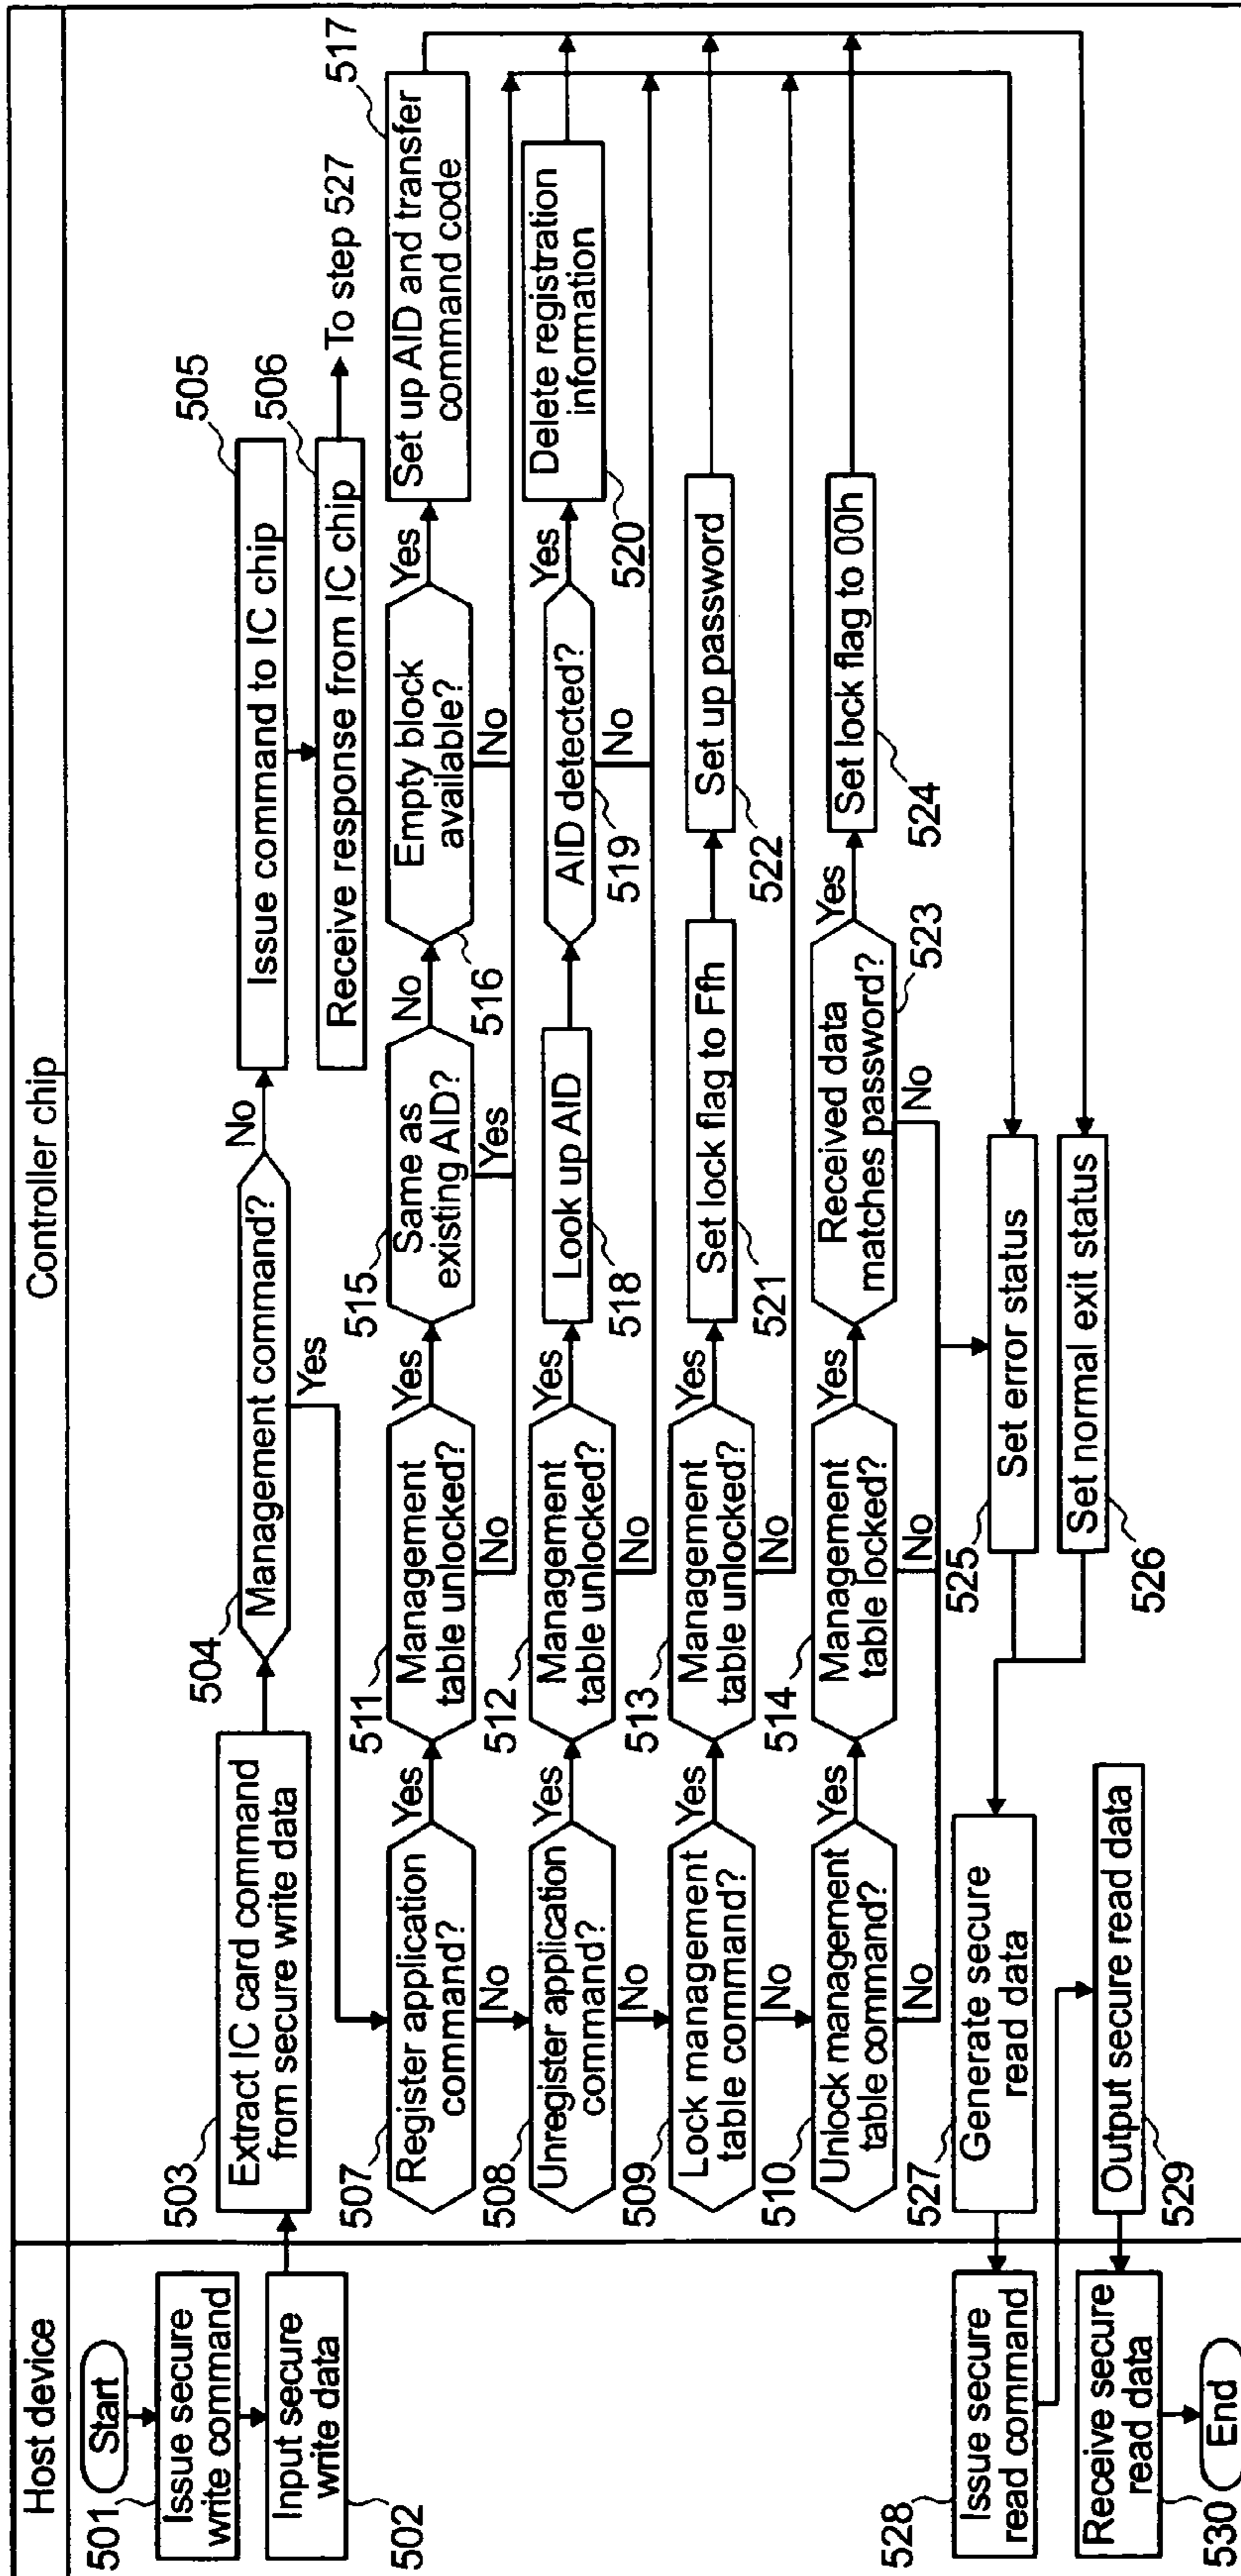 Host device
Controller chip
Start
501
Issue secure
write command
Input secure
write data
502
503
Extract IC card command
from secure write data
504
Management command?
No
Yes
505
Issue command to IC chip
506
Receive response from IC chip
To step 527
507
Register application
command?
Yes
No
511
Management
table unlocked?
Yes
No
515
Same as
existing AID?
No
Yes
516
Empty block
available?
Yes
No
517
Set up AID and transfer
command code
508
Unregister application
command?
Yes
No
512
Management
table unlocked?
Yes
No
Look up AID
518
AID detected?
519
Yes
No
Delete registration
information
520
509
Lock management
table command?
Yes
No
513
Management
table unlocked?
Yes
No
Set lock flag to Ffh
521
Set up password
522
510
Unlock management
table command?
Yes
No
514
Management
table locked?
Yes
No
Received data
matches password?
523
Yes
No
Set lock flag to 00h
524
525
Set error status
Set normal exit status
526
527
Generate secure
read data
528
Issue secure
read command
Output secure read data
529
Receive secure
read data
530
End